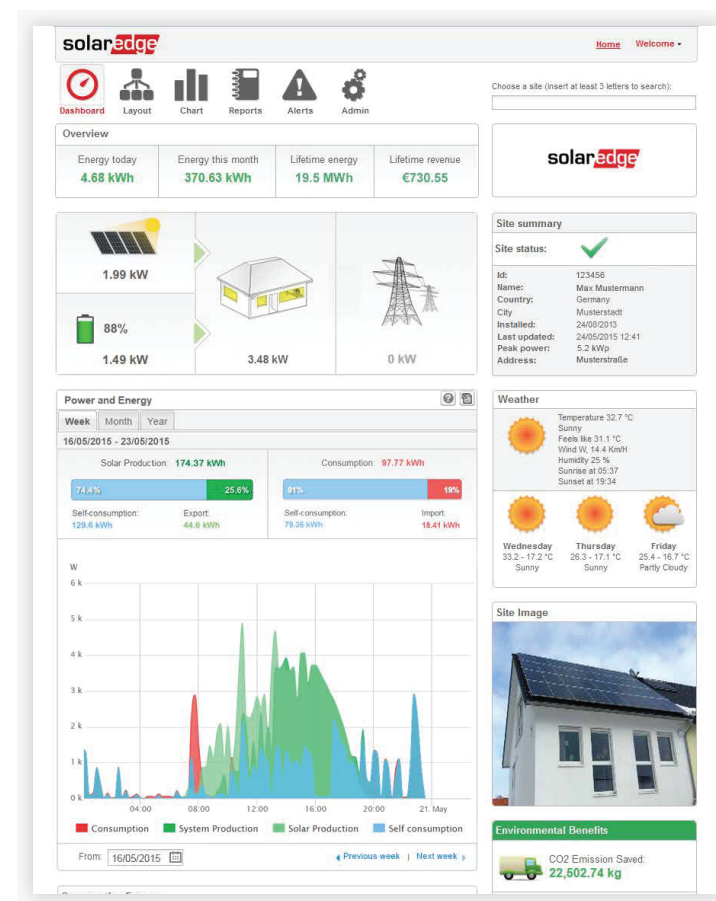 solaredge
Home Welcome
Dashboard Layout Chart Reports Alerts Admin
Choose a site (insert at least 3 letters to search):
Overview
Energy today Energy this month Lifetime energy Lifetime revenue
4.68 kWh 370.63 kWh 19.5 MWh €730.55
solaredge
1.99 kW
88%
1.49 kW 3.48 kW 0 kW
Site summary
Site status:
Id: 123456
Name: Max Mustermann
Country: Germany
City Musterstadt
Installed: 24/08/2013
Last updated: 24/05/2015 12:41
Peak power: 5.2 kWp
Address: Musterstraße
Power and Energy
Week Month Year
16/05/2015 - 23/05/2015
Solar Production: 174.37 kWh Consumption: 97.77 kWh
74.4% 25.6% 81% 19%
Self-consumption: Export: Self-consumption: Import:
129.6 kWh 44.6 kWh 79.36 kWh 18.41 kWh
W
6 k
5 k
4 k
3 k
2 k
1 k
0 k
04:00 08:00 12:00 16:00 20:00 21. May
Consumption System Production Solar Production Self consumption
From: 16/05/2015 Previous week | Next week
Weather
Temperature 32.7 °C
Sunny
Feels like 31.1 °C
Wind W, 14.4 Km/H
Humidity 25 %
Sunrise at 05:37
Sunset at 19:34
Wednesday Thursday Friday
33.2 - 17.2 °C 26.3 - 17.1 °C 25.4 - 16.7 °C
Sunny Sunny Partly Cloudy
Site Image
Environmental Benefits
CO2 Emission Saved:
22,502.74 kg